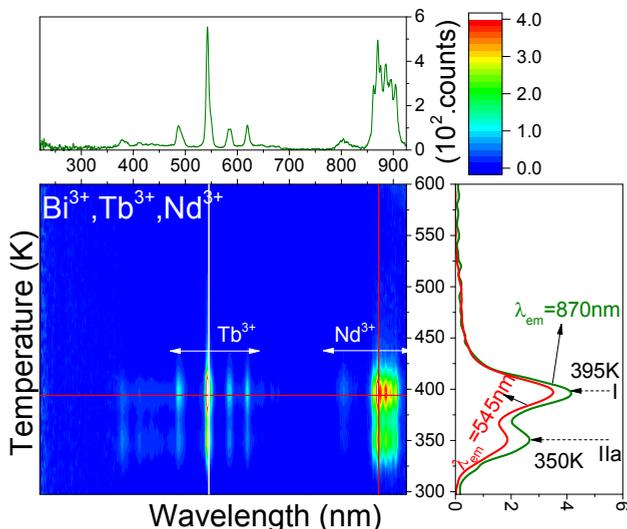 6
4
2
0
(10².counts)
4.0
3.0
2.0
1.0
0.0
300 400 500 600 700 800 900
Bi³⁺,Tb³⁺,Nd³⁺
Tb³⁺
Nd³⁺
Temperature (K)
Wavelength (nm)
600
550
500
450
400
350
300
λem=870nm
395K
I
λem=545nm
IIa
350K
0 2 4 6